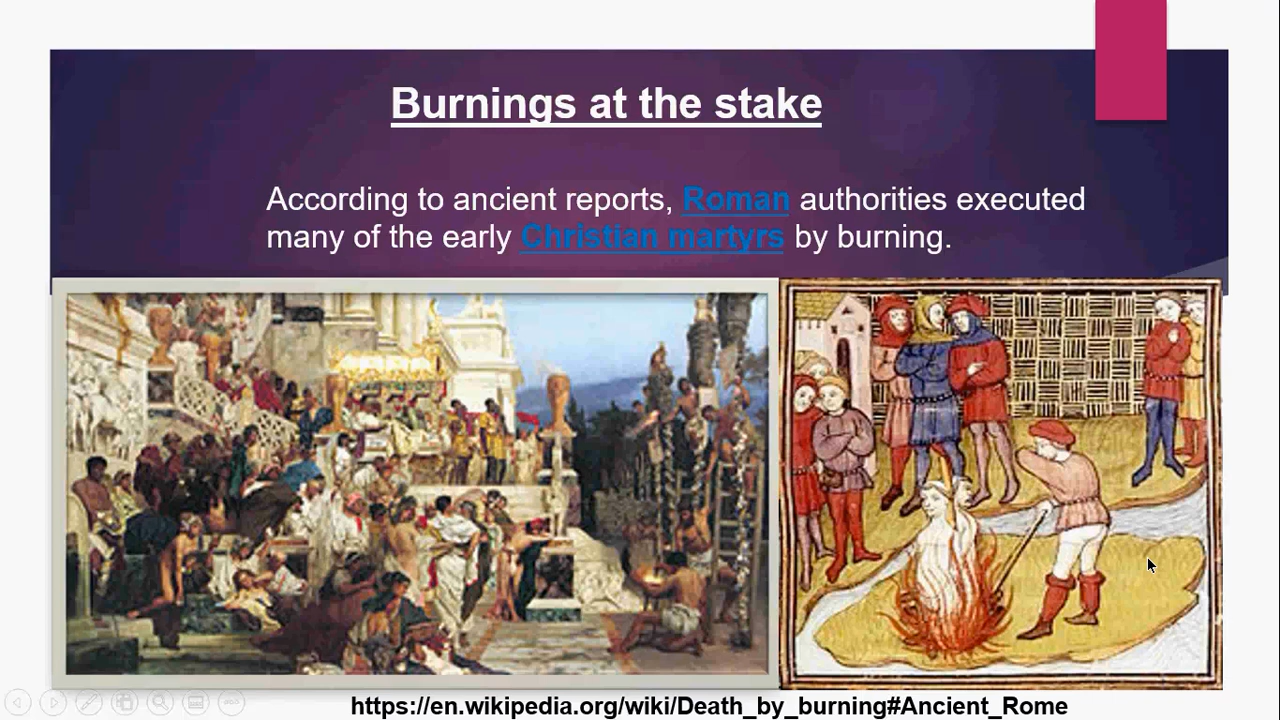 Burnings at the stake
According to ancient reports, Roman authorities executed
many of the early Christian martyrs by burning.
https://en.wikipedia.org/wiki/Death_by_burning#Ancient_Rome